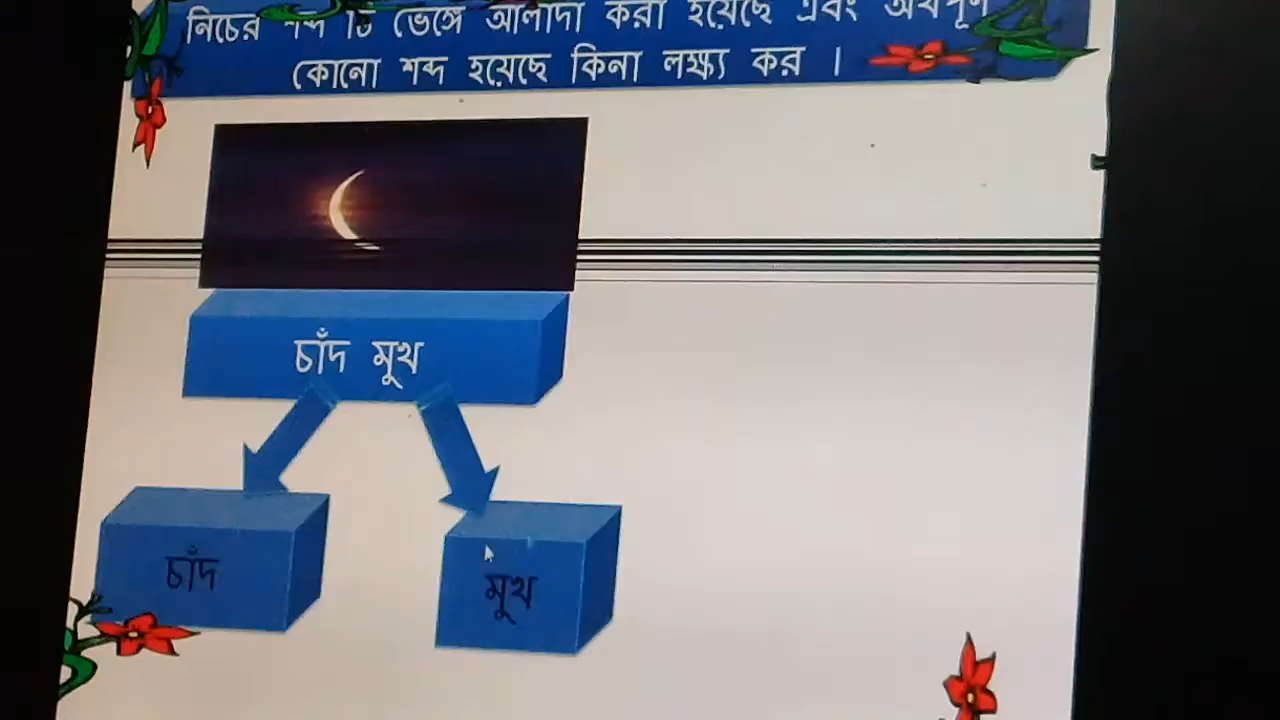 নিচের শব্দ টি ভেঙ্গে আলাদা করা হয়েছে এবং অর্থপূর্ণ
কোনো শব্দ হয়েছে কিনা লক্ষ্য কর ।
চাঁদ মুখ
চাঁদ
মুখ